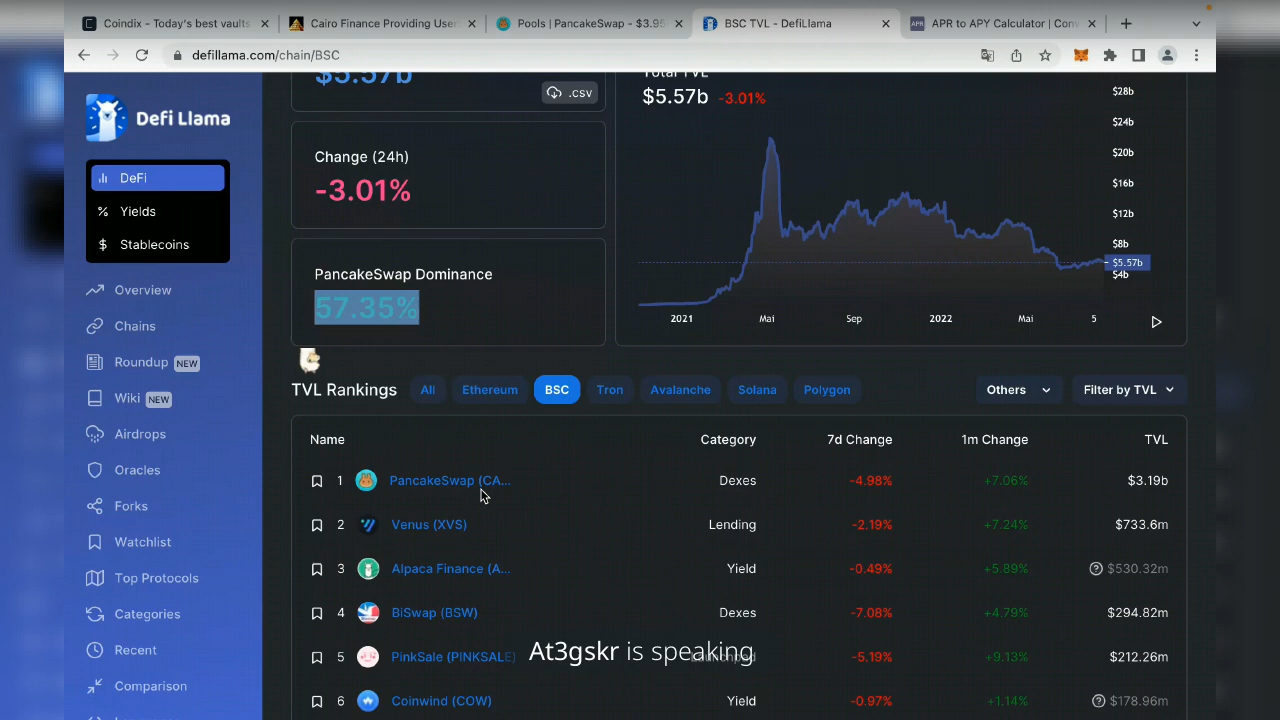 Coindix - Today's best vaults
Cairo Finance Providing User
Pools | PancakeSwap - $3.95
BSC TVL - DefiLlama
APR to APY Calculator | Con
defillama.com/chain/BSC
Defi Llama
DeFi
Yields
Stablecoins
Overview
Chains
Roundup NEW
Wiki NEW
Airdrops
Oracles
Forks
Watchlist
Top Protocols
Categories
Recent
Comparison
$5.57b
.csv
Change (24h)
-3.01%
PancakeSwap Dominance
57.35%
Total TVL
$5.57b -3.01%
$28b
$24b
$20b
$16b
$12b
$8b
$5.57b
$4b
2021 Mai Sep 2022 Mai 5
TVL Rankings All Ethereum BSC Tron Avalanche Solana Polygon Others Filter by TVL
Name Category 7d Change 1m Change TVL
1 PancakeSwap (CA... Dexes -4.98% +7.06% $3.19b
2 Venus (XVS) Lending -2.19% +7.24% $733.6m
3 Alpaca Finance (A... Yield -0.49% +5.89% $530.32m
4 BiSwap (BSW) Dexes -7.08% +4.79% $294.82m
5 PinkSale (PINKSALE) Launchpad -5.19% +9.13% $212.26m
At3gskr is speaking
6 Coinwind (COW) Yield -0.97% +1.14% $178.96m